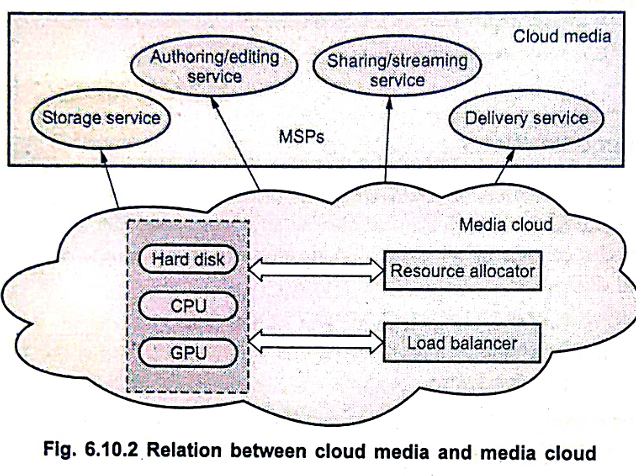 Cloud media
Authoring/editing
service
Sharing/streaming
service
Storage service
Delivery service
MSPs
Media cloud
Hard disk
Resource allocator
CPU
Load balancer
GPU
Fig. 6.10.2 Relation between cloud media and media cloud